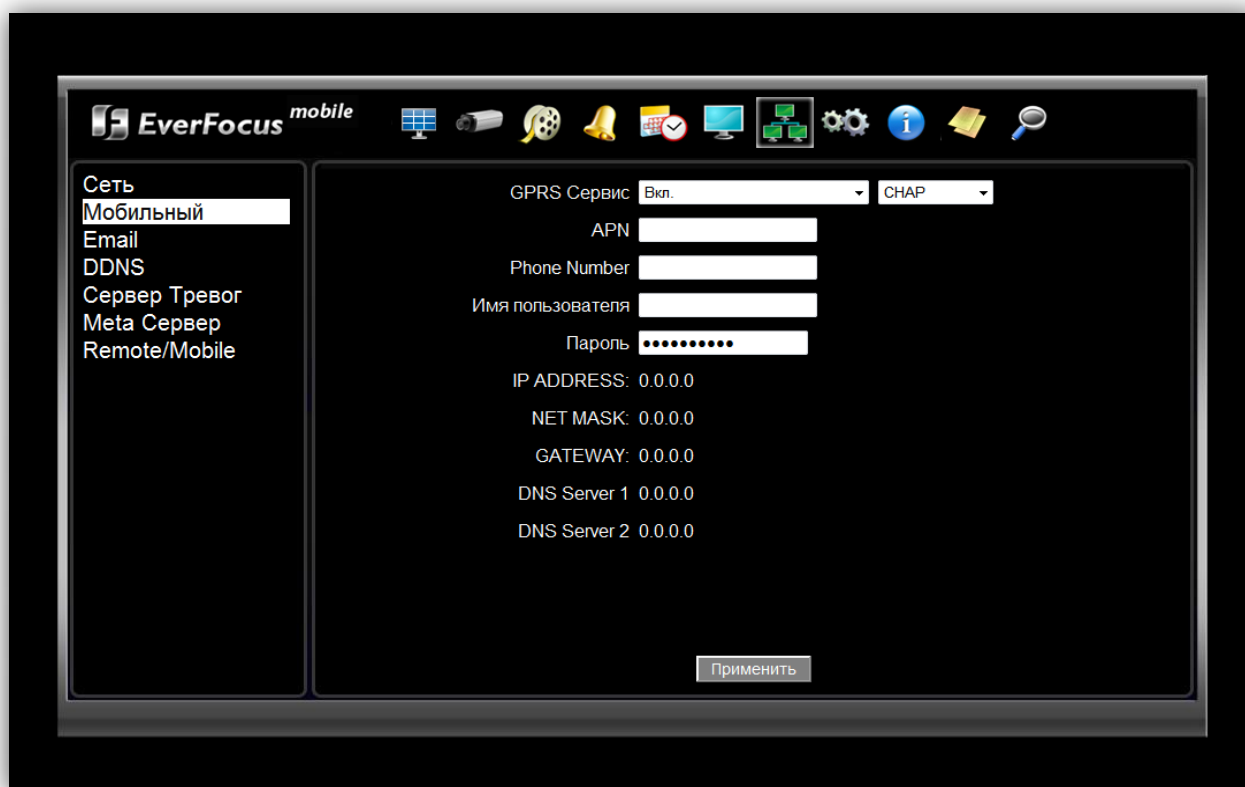 EverFocus mobile
Сеть
Мобильный
Email
DDNS
Сервер Тревог
Meta Сервер
Remote/Mobile
GPRS Сервис Вкл. CHAP
APN
Phone Number
Имя пользователя
Пароль ••••••••••
IP ADDRESS: 0.0.0.0
NET MASK: 0.0.0.0
GATEWAY: 0.0.0.0
DNS Server 1 0.0.0.0
DNS Server 2 0.0.0.0
Применить